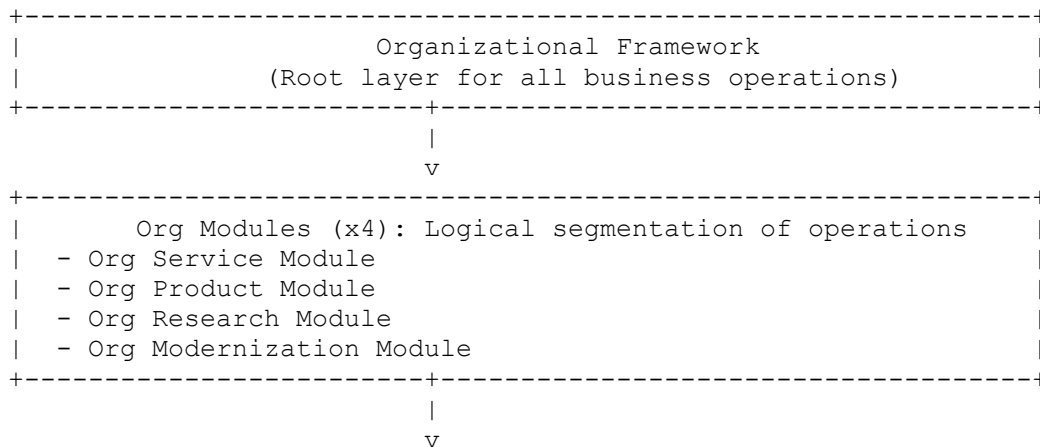 Organizational Framework
(Root layer for all business operations)
v
Org Modules (x4): Logical segmentation of operations
- Org Service Module
- Org Product Module
- Org Research Module
- Org Modernization Module
v